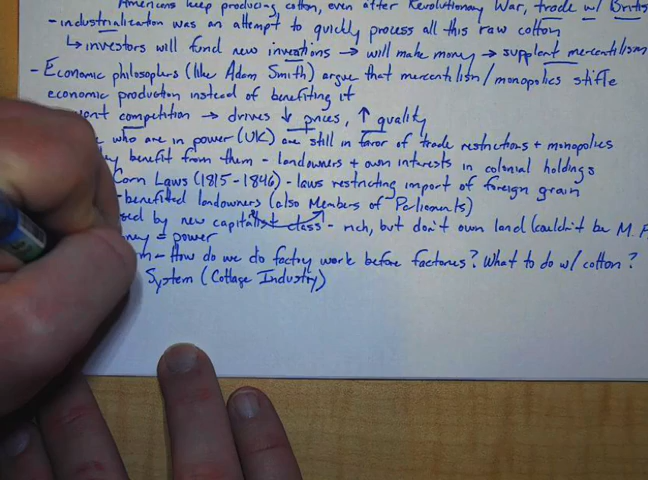 Americans keep producing cotton, even after Revolutionary War, trade w/ British
- industrialization was an attempt to quickly process all this raw cotton
↳ investors will fund new inventions → will make money → supplant mercantilism
- Economic philosophers (like Adam Smith) argue that mercantilism/monopolies stifle
economic production instead of benefiting it
want competition → drives ↓ prices, ↑ quality
who are in power (UK) are still in favor of trade restrictions + monopolies
benefit from them - landowners + own interests in colonial holdings
Corn Laws (1815-1846) - laws restricting import of foreign grain
benefitted landowners (also Members of Parliaments)
by new capitalist class - rich, but don't own land (couldn't be M.P.
= power
- How do we do factory work before factories? What to do w/ cotton?
System (Cottage Industry)